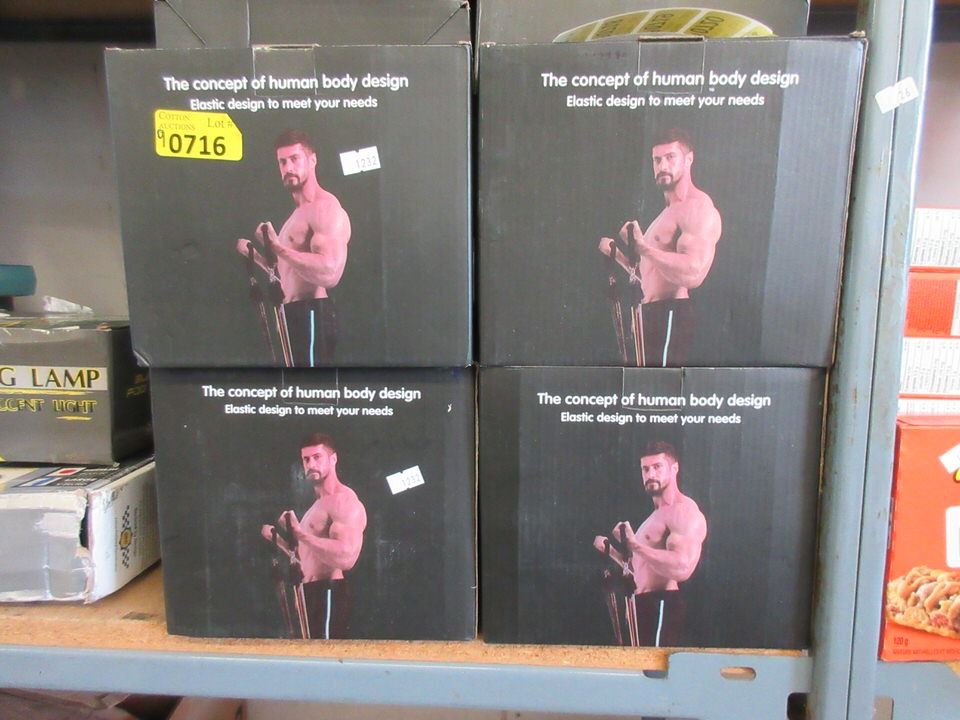 The concept of human body design
Elastic design to meet your needs
COTTON
AUCTIONS Lot #
0716
1232
The concept of human body design
Elastic design to meet your needs
The concept of human body design
Elastic design to meet your needs
1232
The concept of human body design
Elastic design to meet your needs
G LAMP
CENT LIGHT
120 g